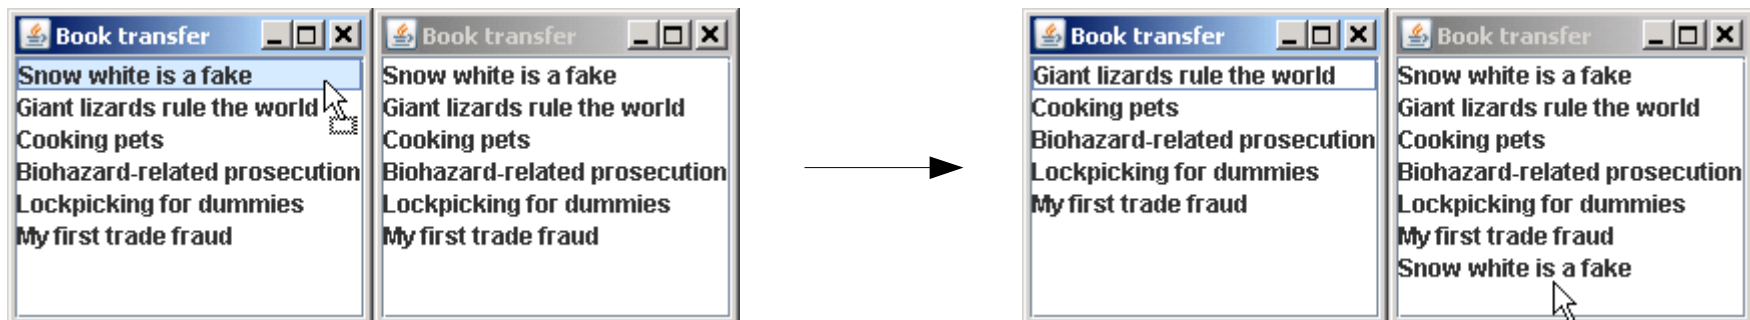 Book transfer
Snow white is a fake
Giant lizards rule the world
Cooking pets
Biohazard-related prosecution
Lockpicking for dummies
My first trade fraud
Book transfer
Snow white is a fake
Giant lizards rule the world
Cooking pets
Biohazard-related prosecution
Lockpicking for dummies
My first trade fraud
Book transfer
Giant lizards rule the world
Cooking pets
Biohazard-related prosecution
Lockpicking for dummies
My first trade fraud
Book transfer
Snow white is a fake
Giant lizards rule the world
Cooking pets
Biohazard-related prosecution
Lockpicking for dummies
My first trade fraud
Snow white is a fake